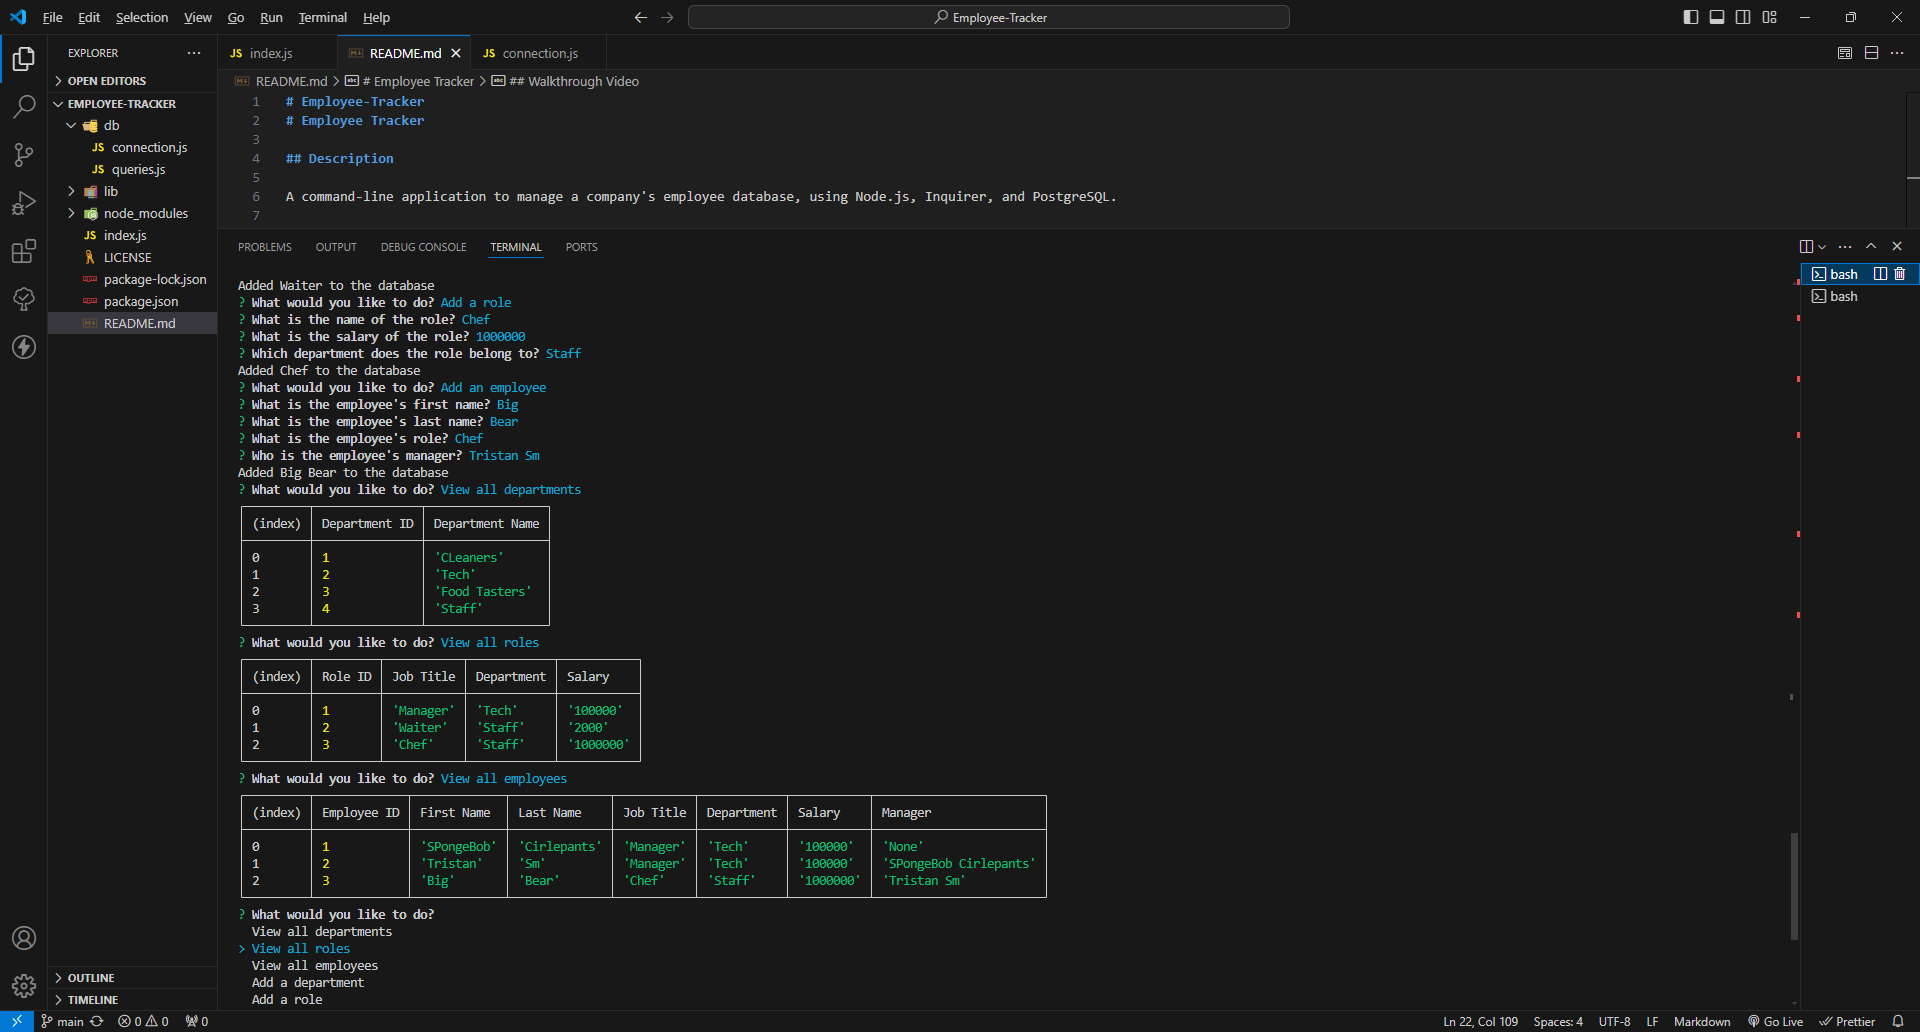 File Edit Selection View Go Run Terminal Help
Employee-Tracker
EXPLORER
OPEN EDITORS
EMPLOYEE-TRACKER
db
JS connection.js
JS queries.js
lib
node_modules
JS index.js
LICENSE
package-lock.json
package.json
README.md
OUTLINE
TIMELINE
JS index.js
README.md
JS connection.js
README.md > # Employee Tracker > ## Walkthrough Video
1 # Employee-Tracker
2 # Employee Tracker
3
4 ## Description
5
6 A command-line application to manage a company's employee database, using Node.js, Inquirer, and PostgreSQL.
7
PROBLEMS OUTPUT DEBUG CONSOLE TERMINAL PORTS
bash
bash
Added Waiter to the database
? What would you like to do? Add a role
? What is the name of the role? Chef
? What is the salary of the role? 1000000
? Which department does the role belong to? Staff
Added Chef to the database
? What would you like to do? Add an employee
? What is the employee's first name? Big
? What is the employee's last name? Bear
? What is the employee's role? Chef
? Who is the employee's manager? Tristan Sm
Added Big Bear to the database
? What would you like to do? View all departments
(index) Department ID Department Name
0 1 'CLeaners'
1 2 'Tech'
2 3 'Food Tasters'
3 4 'Staff'
? What would you like to do? View all roles
(index) Role ID Job Title Department Salary
0 1 'Manager' 'Tech' '100000'
1 2 'Waiter' 'Staff' '2000'
2 3 'Chef' 'Staff' '1000000'
? What would you like to do? View all employees
(index) Employee ID First Name Last Name Job Title Department Salary Manager
0 1 'SPongeBob' 'Cirlepants' 'Manager' 'Tech' '100000' 'None'
1 2 'Tristan' 'Sm' 'Manager' 'Tech' '100000' 'SPongeBob Cirlepants'
2 3 'Big' 'Bear' 'Chef' 'Staff' '1000000' 'Tristan Sm'
? What would you like to do?
View all departments
> View all roles
View all employees
Add a department
Add a role
main 0 0 0 Ln 22, Col 109 Spaces: 4 UTF-8 LF Markdown Go Live Prettier